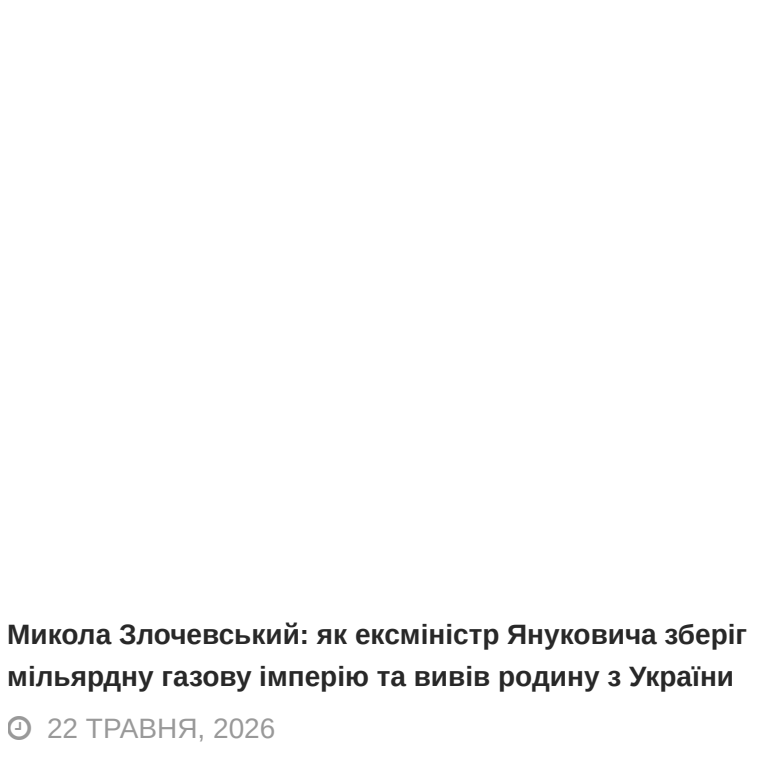 Микола Злочевський: як ексміністр Януковича зберіг
мільярдну газову імперію та вивів родину з України
22 ТРАВНЯ, 2026